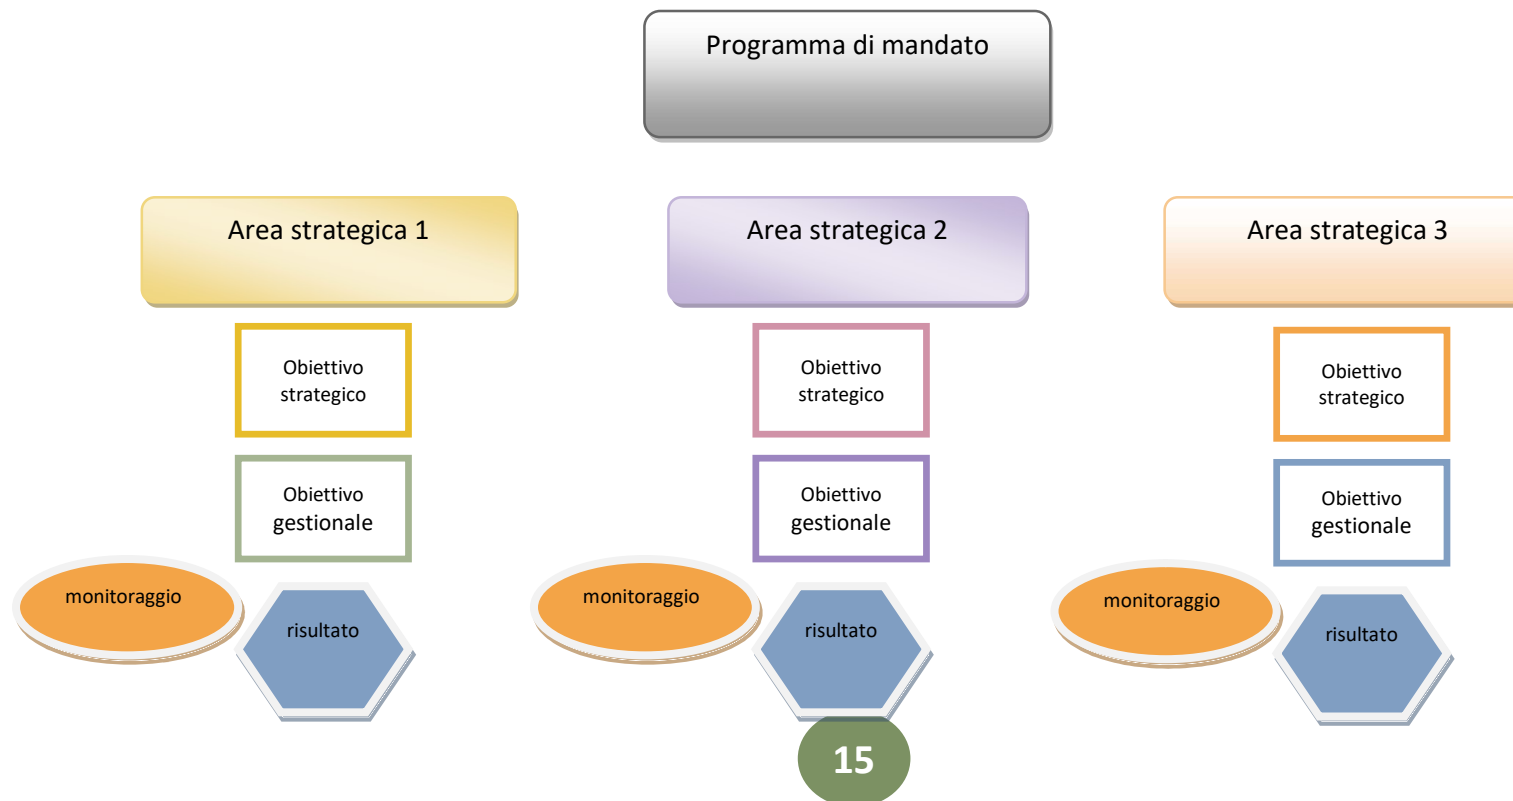 Programma di mandato
Area strategica 1
Area strategica 2
Area strategica 3
Obiettivo
strategico
Obiettivo
strategico
Obiettivo
strategico
Obiettivo
gestionale
Obiettivo
gestionale
Obiettivo
gestionale
monitoraggio
risultato
monitoraggio
risultato
monitoraggio
risultato
15